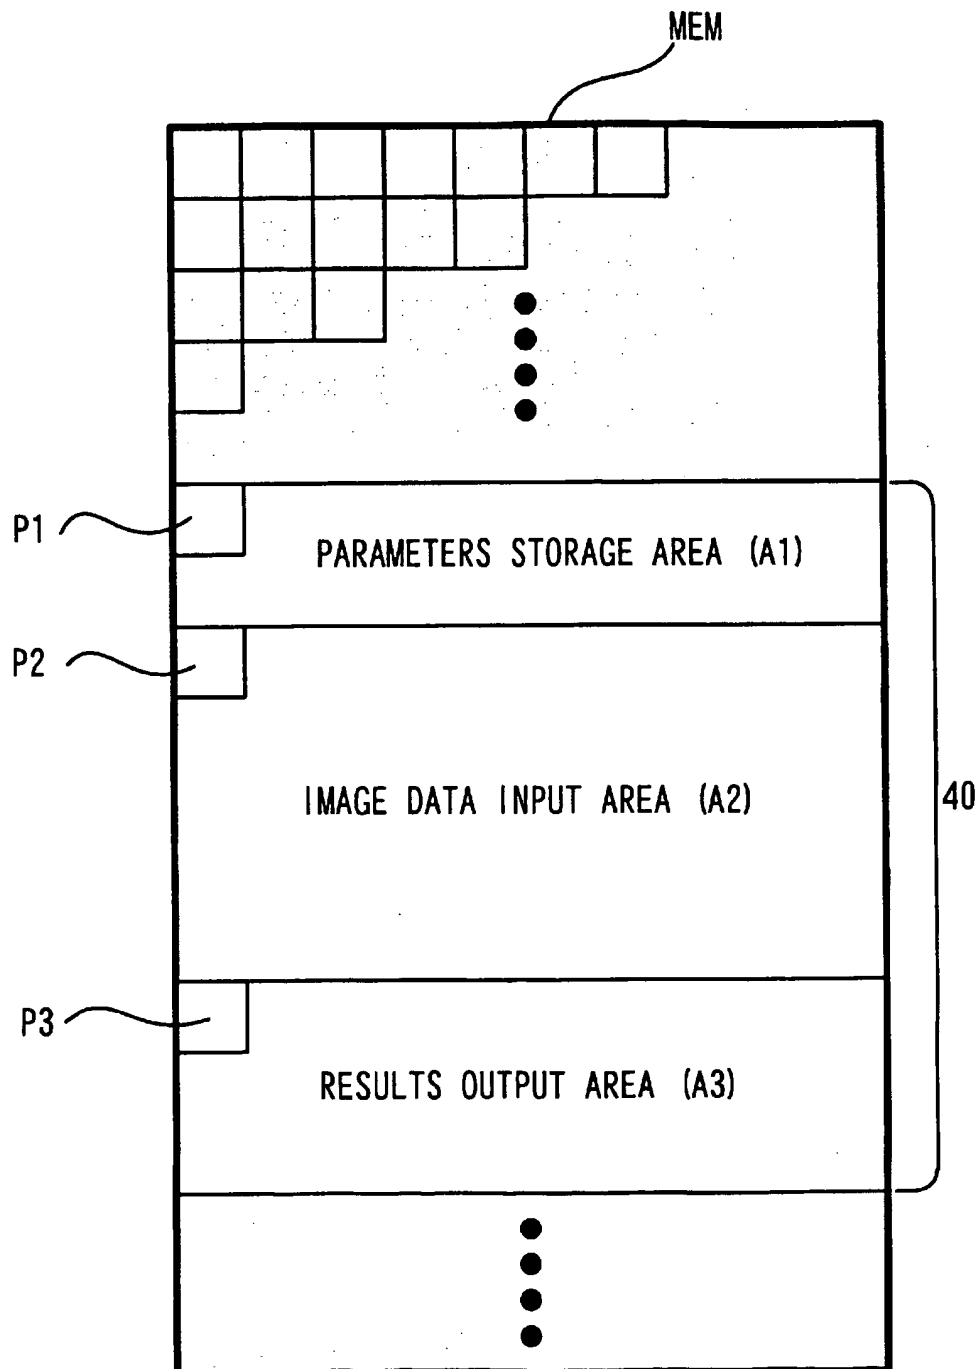 MEM
P1
PARAMETERS STORAGE AREA (A1)
P2
IMAGE DATA INPUT AREA (A2)
40
P3
RESULTS OUTPUT AREA (A3)